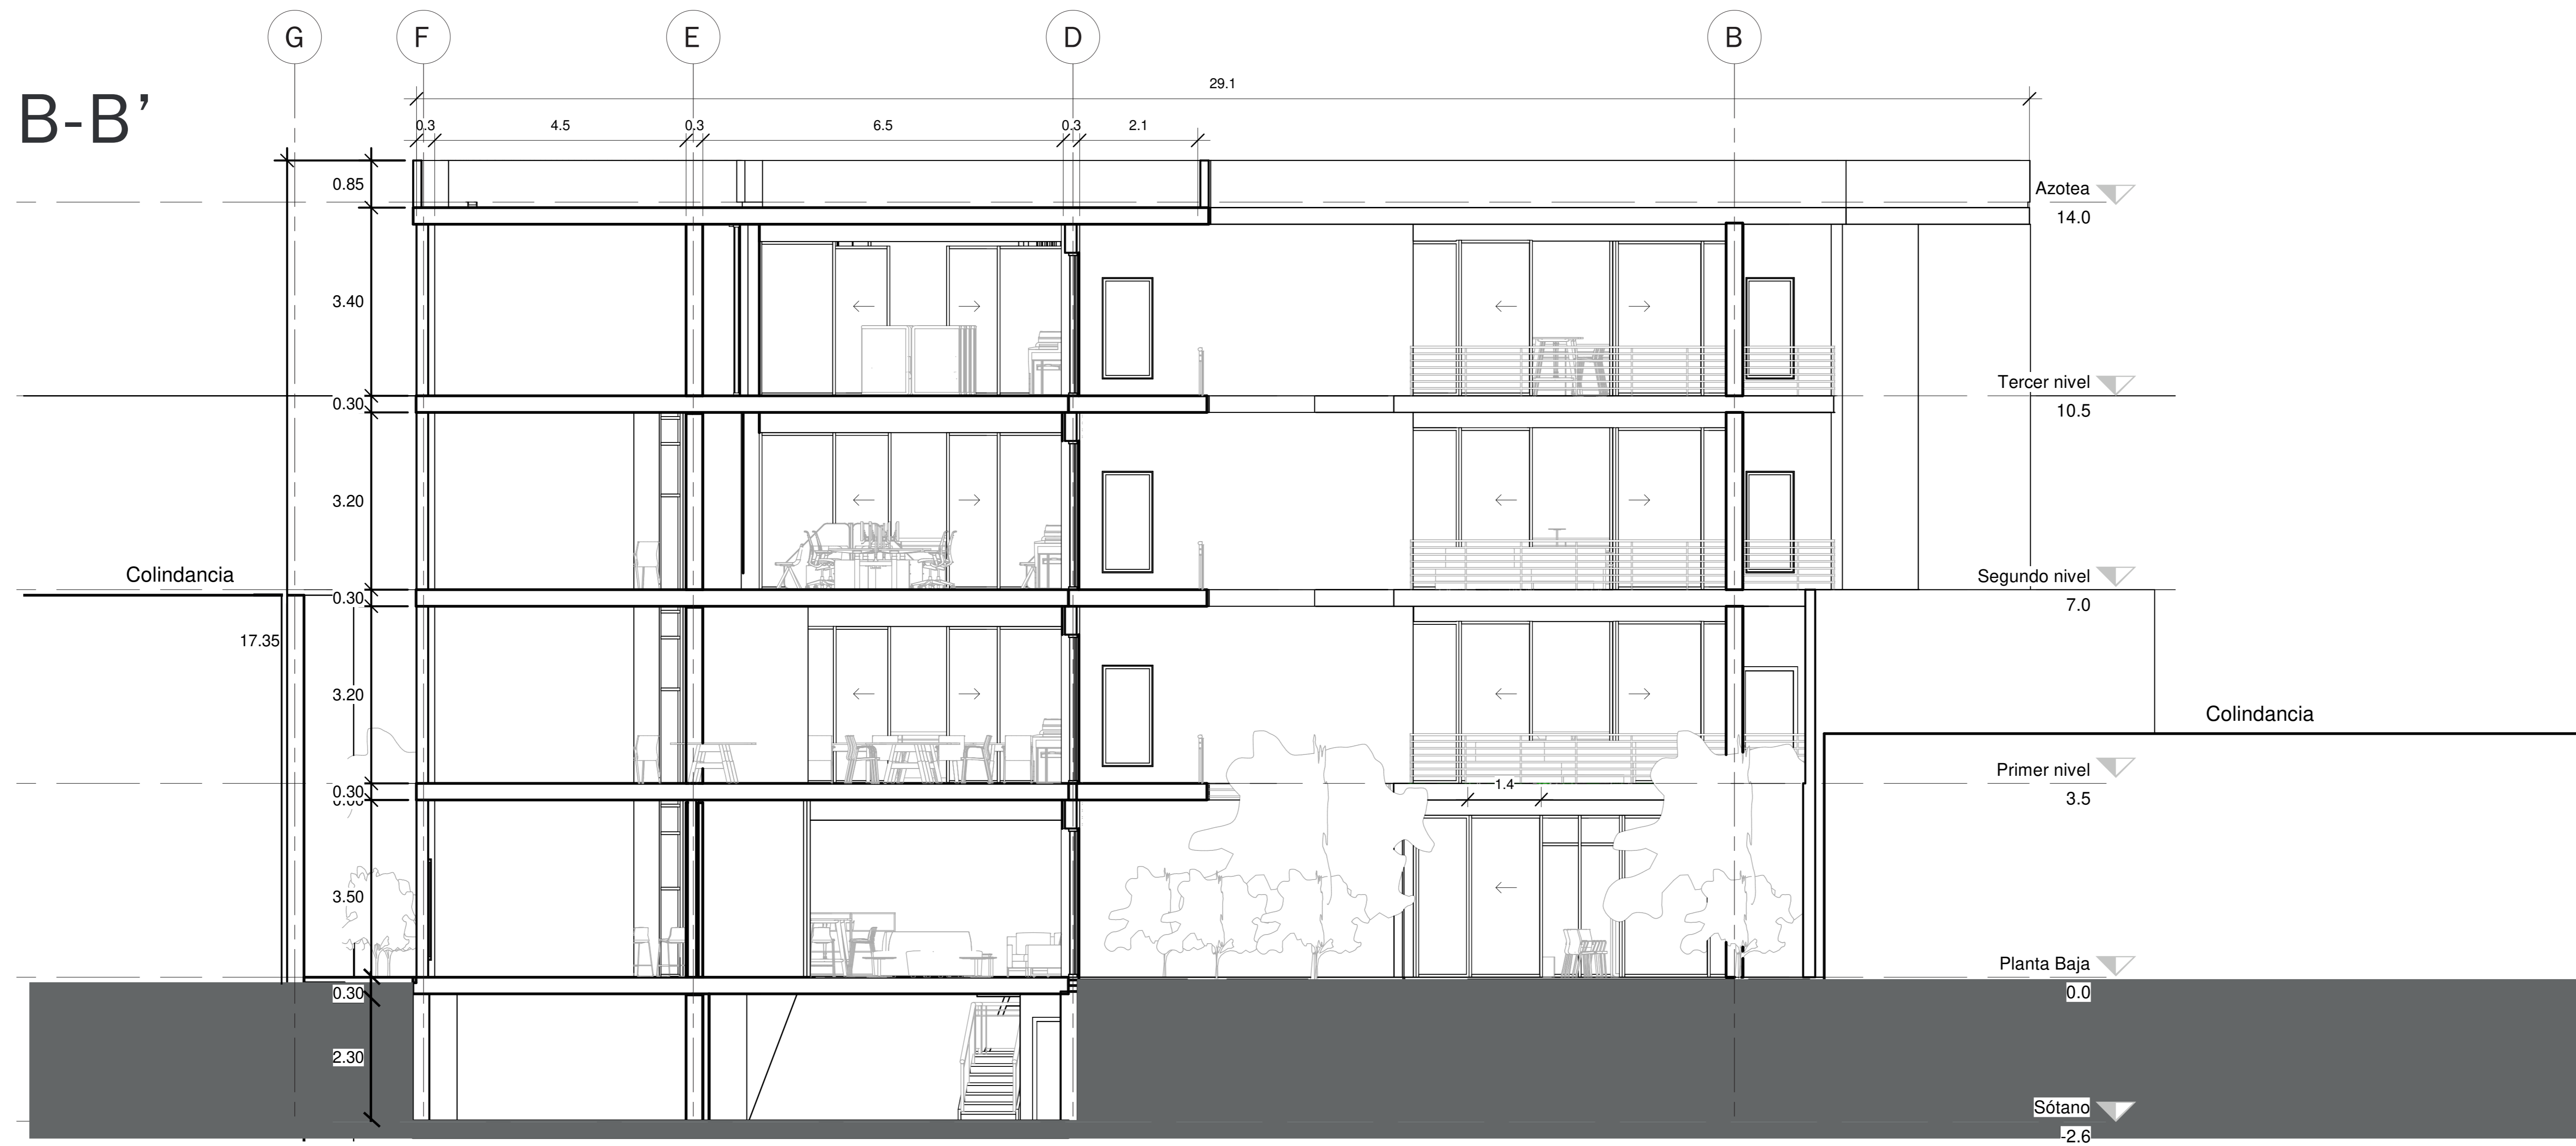 G F E D B
B-B’
29.1
0.3 4.5 0.3 6.5 0.3 2.1
0.85
Azotea
14.0
3.40
Tercer nivel
10.5
0.30
3.20
Colindancia
Segundo nivel
7.0
0.30
17.35
3.20
Colindancia
Primer nivel
3.5
0.30
1.4
3.50
Planta Baja
0.0
0.30
2.30
Sótano
-2.6